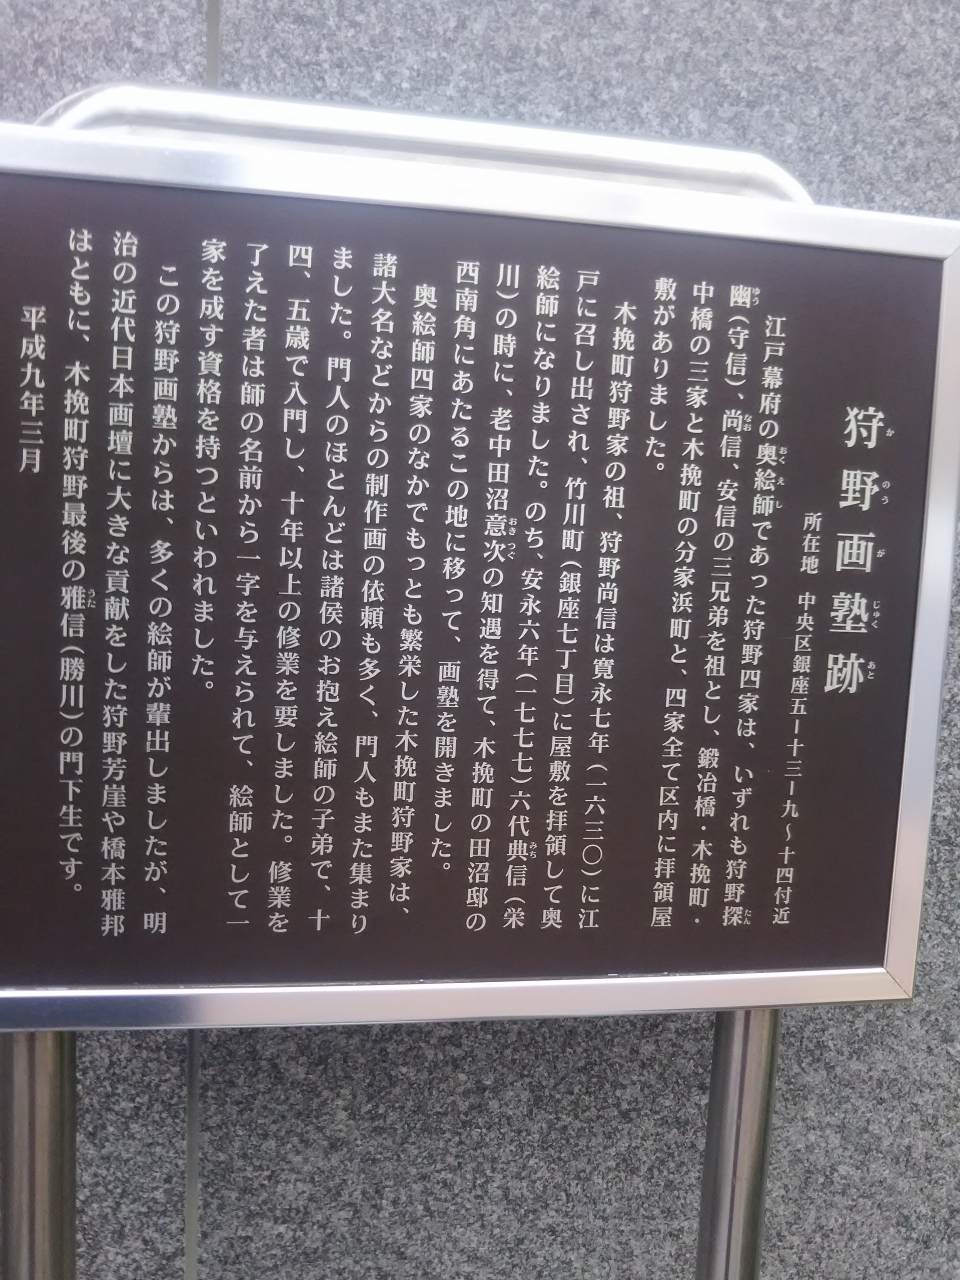 狩野画塾跡
所在地 中央区銀座五ー十三ー九～十四付近
江戸幕府の奥絵師であった狩野四家は、いずれも狩野探
幽(守信)、尚信、安信の三兄弟を祖とし、鍛冶橋・木挽町・
中橋の三家と木挽町の分家浜町と、四家全て区内に拝領屋
敷がありました。
木挽町狩野家の祖、狩野尚信は寛永七年(一六三〇)に江
戸に召し出され、竹川町(銀座七丁目)に屋敷を拝領して奥
絵師になりました。のち、安永六年(一七七七)六代典信(栄
川)の時に、老中田沼意次の知遇を得て、木挽町の田沼邸の
西南角にあたるこの地に移って、画塾を開きました。
奥絵師四家のなかでもっとも繁栄した木挽町狩野家は、
諸大名などからの制作画の依頼も多く、門人もまた集まり
ました。門人のほとんどは諸侯のお抱え絵師の子弟で、十
四、五歳で入門し、十年以上の修業を要しました。修業を
了えた者は師の名前から一字を与えられて、絵師として一
家を成す資格を持つといわれました。
この狩野画塾からは、多くの絵師が輩出しましたが、明
治の近代日本画壇に大きな貢献をした狩野芳崖や橋本雅邦
はともに、木挽町狩野最後の雅信(勝川)の門下生です。
平成九年三月